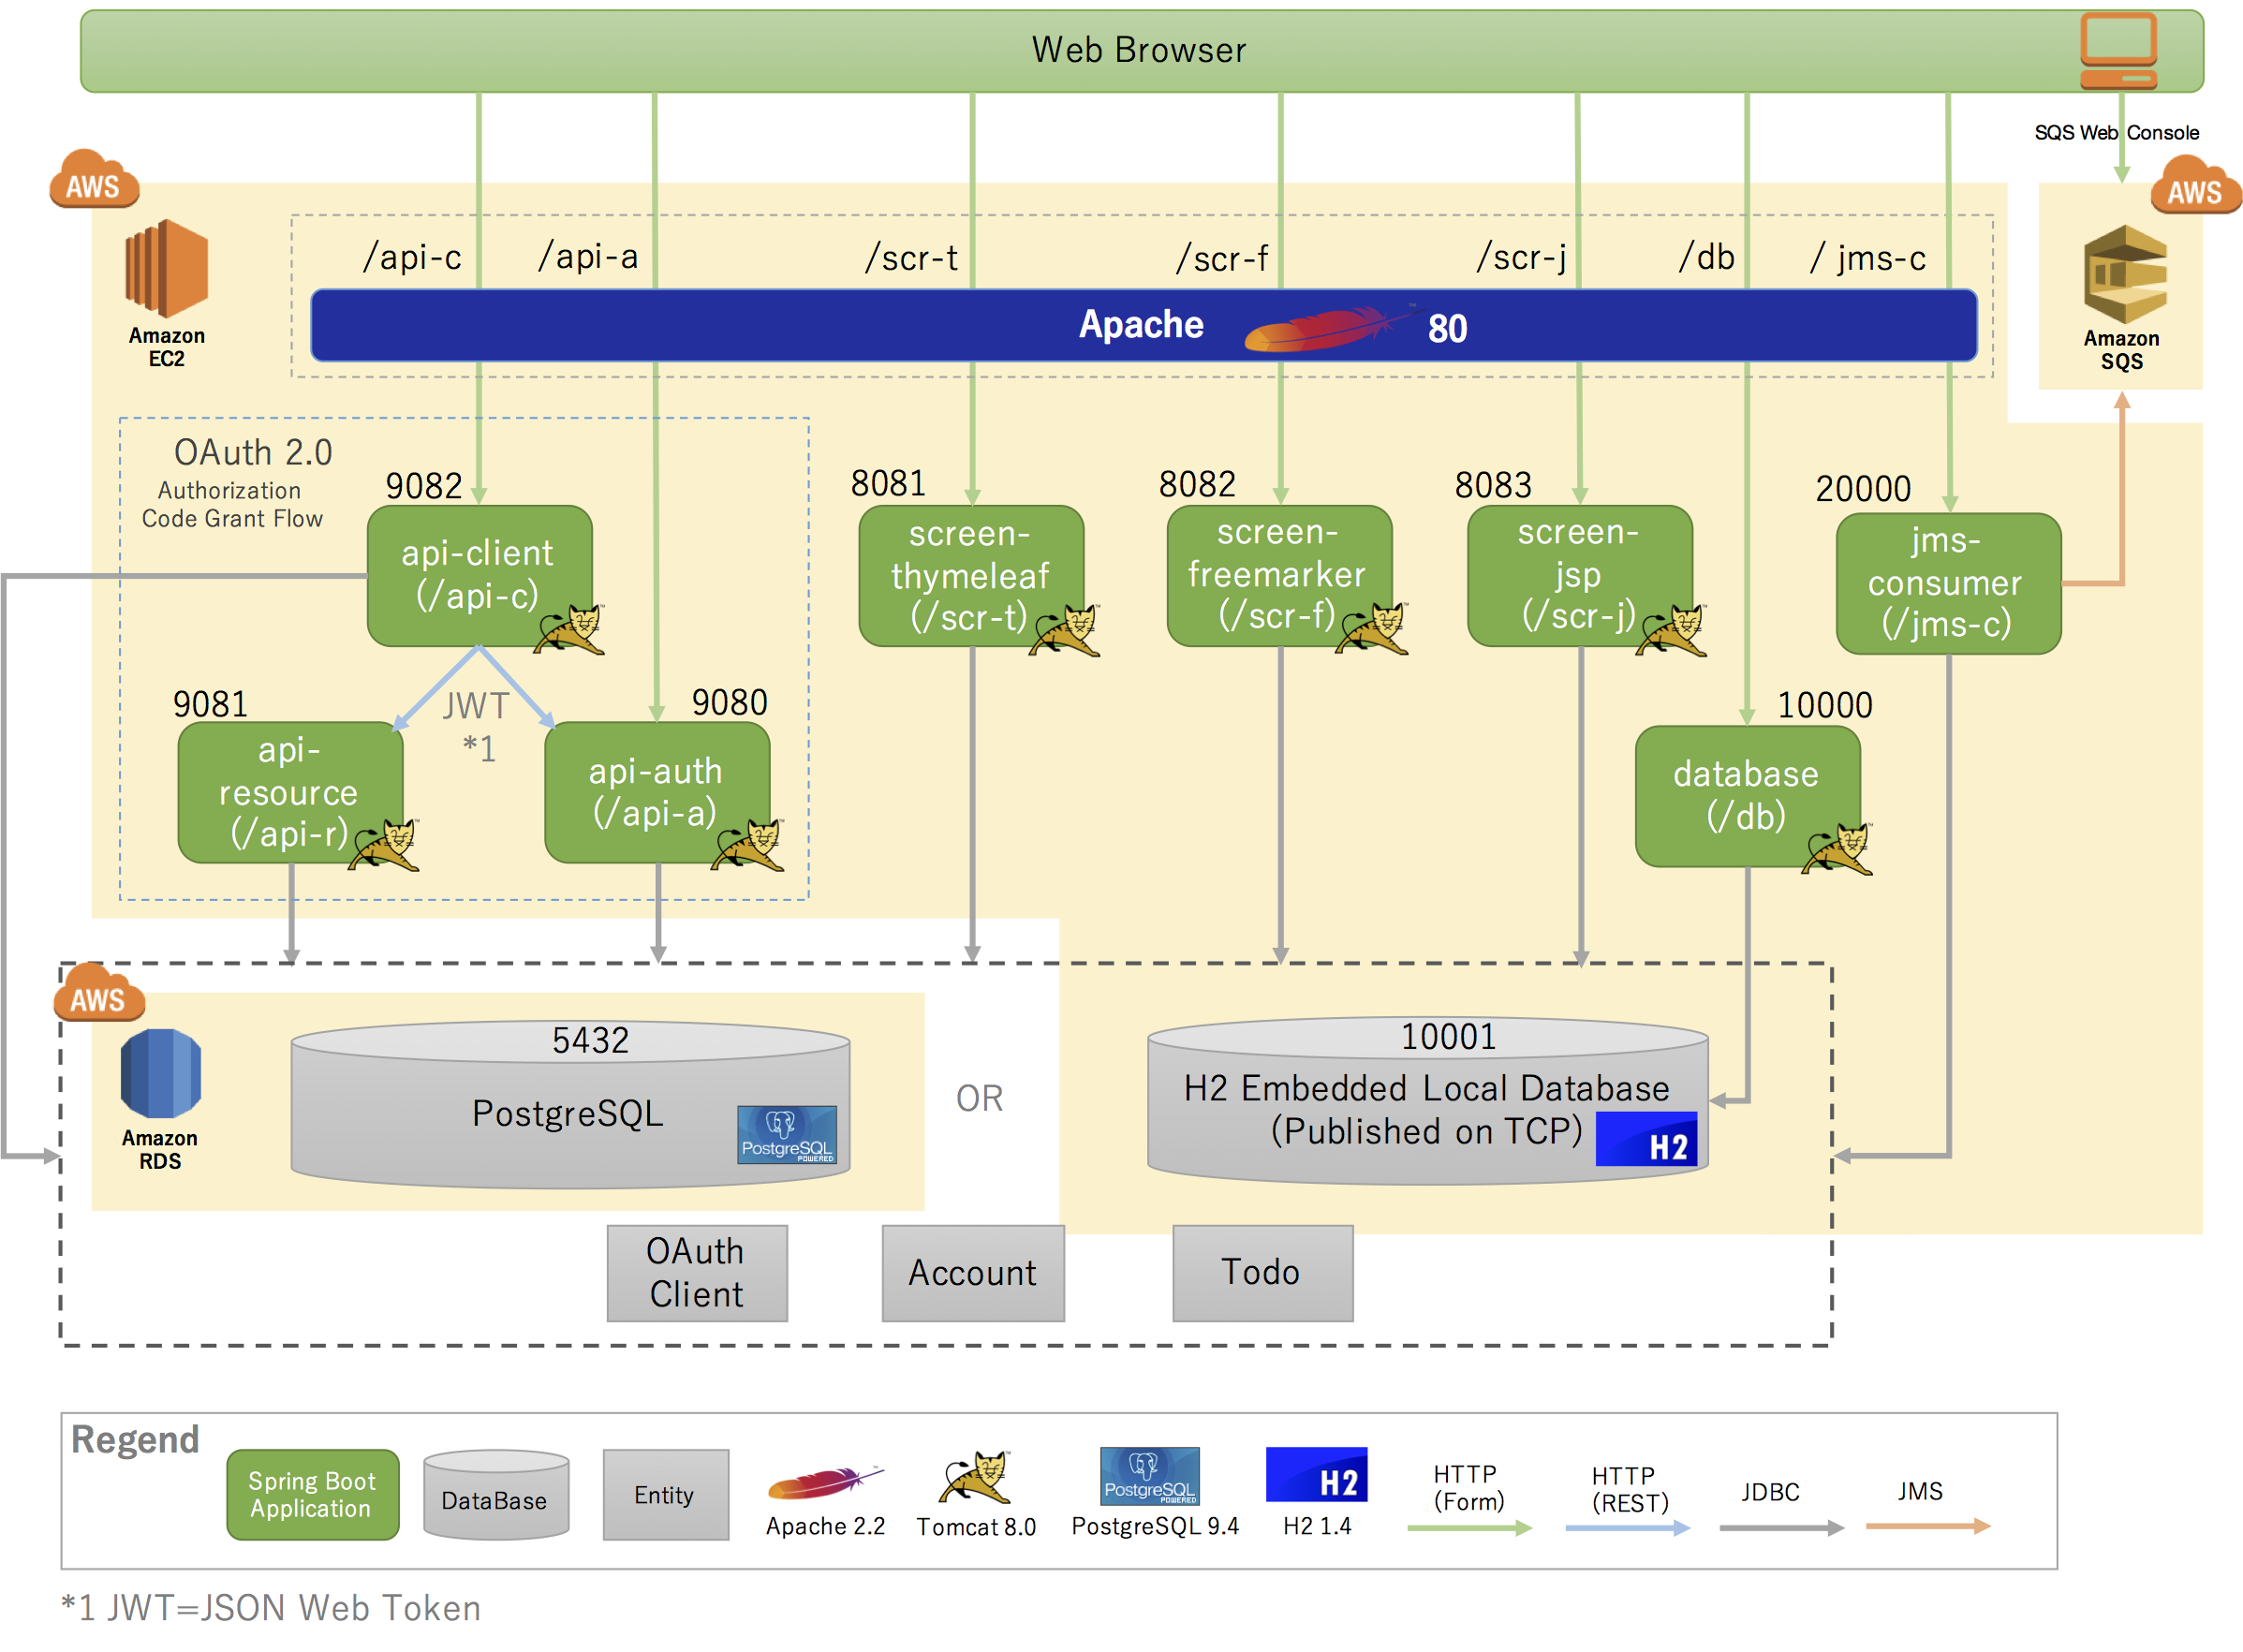 Web Browser
SQS Web Console
AWS
AWS
Amazon
EC2
Amazon
SQS
/api-c
/api-a
/scr-t
/scr-f
/scr-j
/db
/ jms-c
Apache
80
OAuth 2.0
Authorization
Code Grant Flow
9082
api-client
(/api-c)
8081
screen-
thymeleaf
(/scr-t)
8082
screen-
freemarker
(/scr-f)
8083
screen-
jsp
(/scr-j)
20000
jms-
consumer
(/jms-c)
JWT
*1
9081
api-
resource
(/api-r)
9080
api-auth
(/api-a)
10000
database
(/db)
AWS
Amazon
RDS
5432
PostgreSQL
PostgreSQL
POWERED
OR
10001
H2 Embedded Local Database
(Published on TCP)
H2
OAuth
Client
Account
Todo
Regend
Spring Boot
Application
DataBase
Entity
Apache 2.2
Tomcat 8.0
PostgreSQL
POWERED
PostgreSQL 9.4
H2
H2 1.4
HTTP
(Form)
HTTP
(REST)
JDBC
JMS
*1 JWT=JSON Web Token